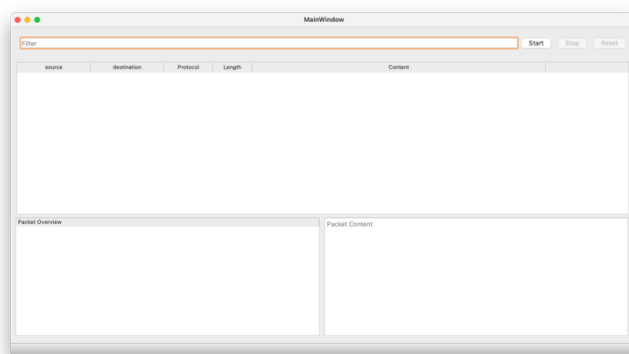 MainWindow
Filter Start Stop Reset
source destination Protocol Length Content
Packet Overview
Packet Content